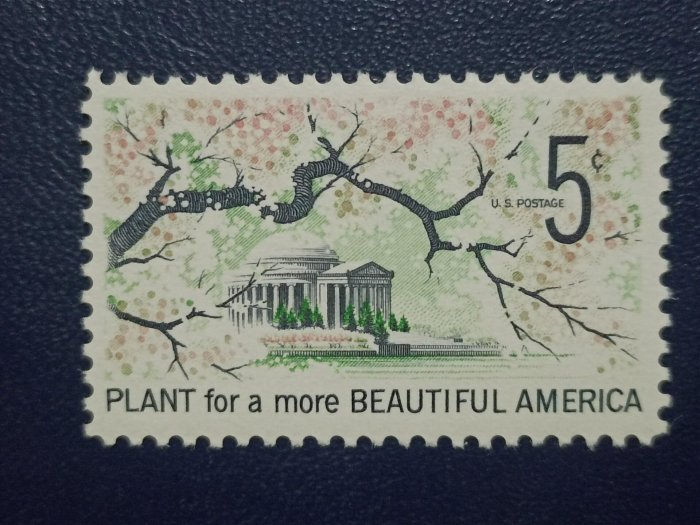 5¢
U.S. POSTAGE
PLANT for a more BEAUTIFUL AMERICA